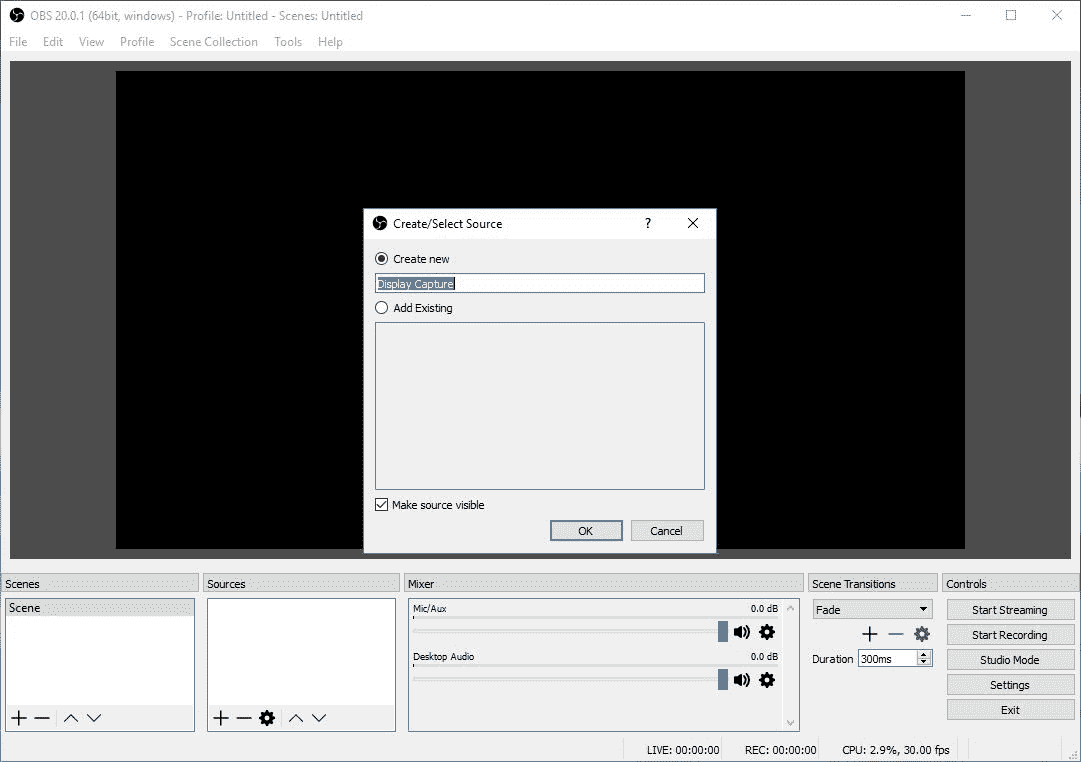 OBS 20.0.1 (64bit, windows) - Profile: Untitled - Scenes: Untitled
File Edit View Profile Scene Collection Tools Help
Create/Select Source ?
Create new
Display Capture
Add Existing
Make source visible
OK Cancel
Scenes Sources Mixer Scene Transitions Controls
Scene
Mic/Aux 0.0 dB
Desktop Audio 0.0 dB
Fade
Duration 300ms
Start Streaming
Start Recording
Studio Mode
Settings
Exit
LIVE: 00:00:00 REC: 00:00:00 CPU: 2.9%, 30.00 fps